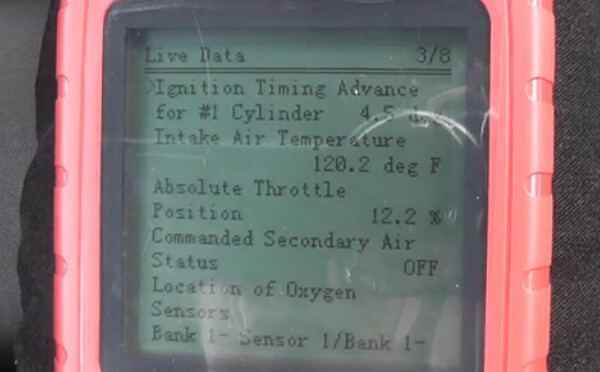 Live Data 3/8
>Ignition Timing Advance
for #1 Cylinder 4.5 deg
Intake Air Temperature
120.2 deg F
Absolute Throttle
Position 12.2 %
Commanded Secondary Air
Status OFF
Location of Oxygen
Sensors
Bank 1- Sensor 1/Bank 1-